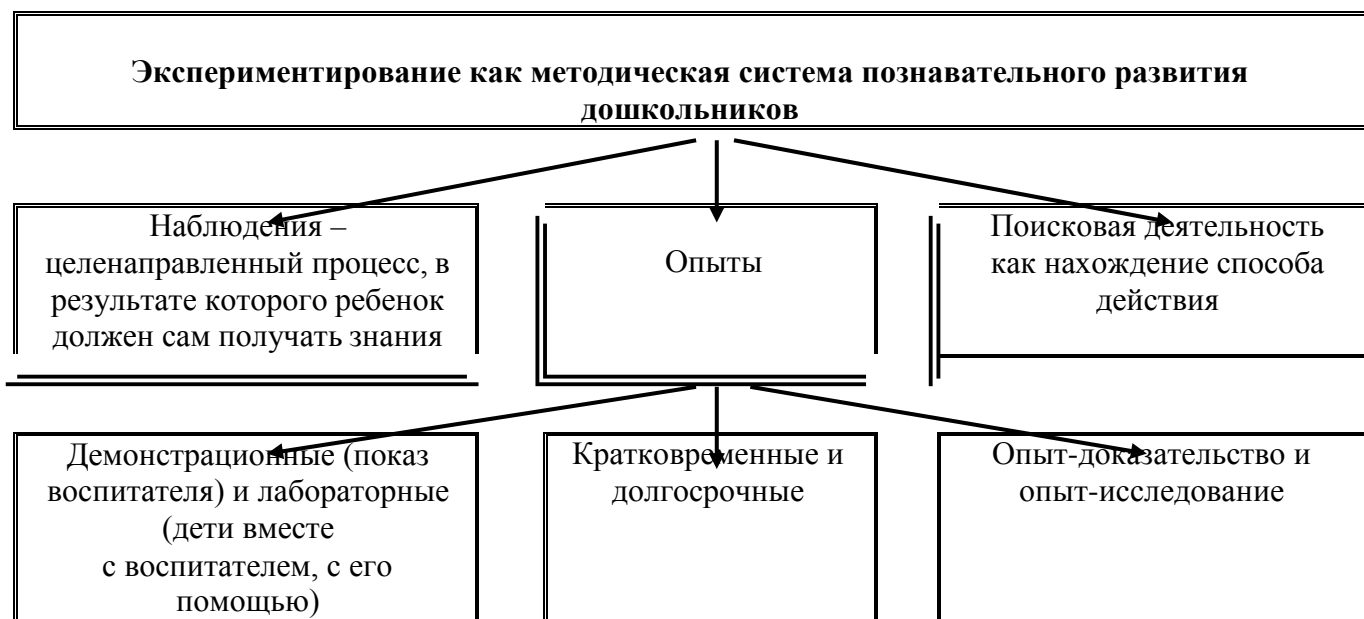 Экспериментирование как методическая система познавательного развития
дошкольников
Наблюдения –
целенаправленный процесс, в
результате которого ребенок
должен сам получать знания
Опыты
Поисковая деятельность
как нахождение способа
действия
Демонстрационные (показ
воспитателя) и лабораторные
(дети вместе
с воспитателем, с его
помощью)
Кратковременные и
долгосрочные
Опыт-доказательство и
опыт-исследование